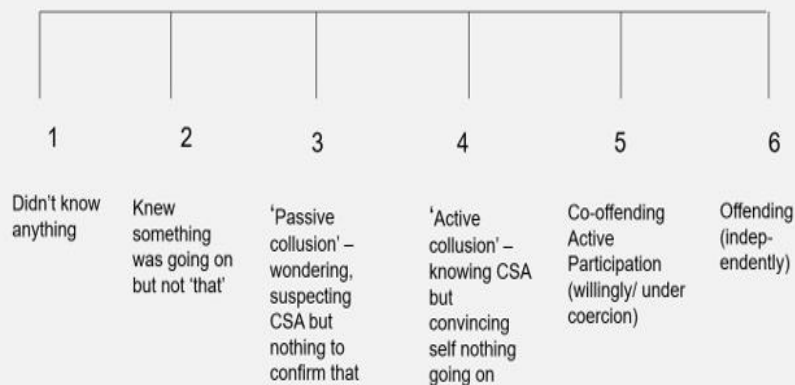 1
Didn't know
anything
2
Knew
something
was going on
but not 'that'
3
'Passive
collusion' –
wondering,
suspecting
CSA but
nothing to
confirm that
4
'Active
collusion' –
knowing CSA
but
convincing
self nothing
going on
5
Co-offending
Active
Participation
(willingly/ under
coercion)
6
Offending
(indep-
endently)